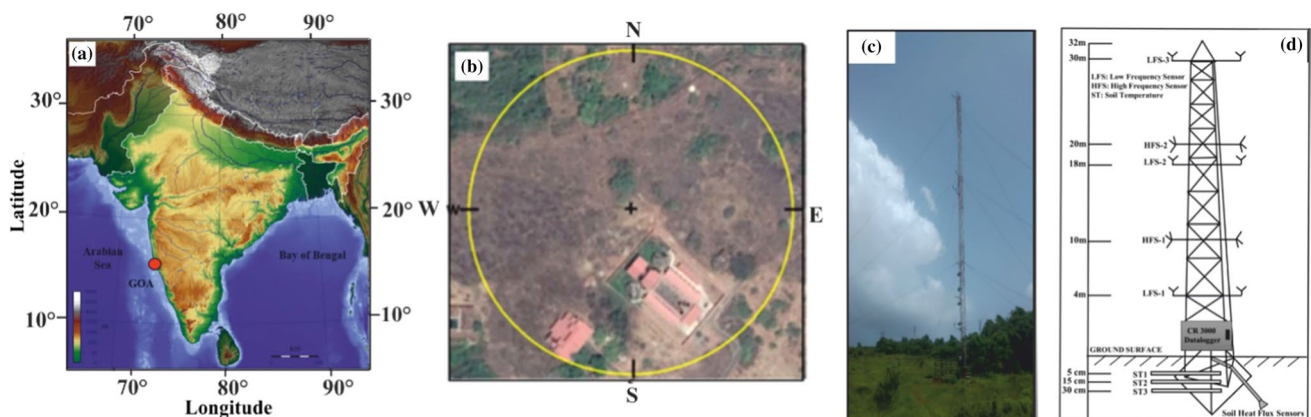 70° 80° 90°
(a)
30° 30°
Latitude
20° 20°
Arabian
Sea
Bay of Bengal
GOA
10° 10°
70 80° 90°
Longitude
N
(b)
W W E
S
(c)
(d)
32m
30m
LFS-3
LFS: Low Frequency Sensor
HFS: High Frequency Sensor
ST: Soil Temperature
20m
HFS-2
18m
LFS-2
10m
HFS-1
4m
LFS-1
CR 3000
Datalogger
GROUND SURFACE
5 cm ST1
15 cm ST2
30 cm ST3
Soil Heat Flux Sensors